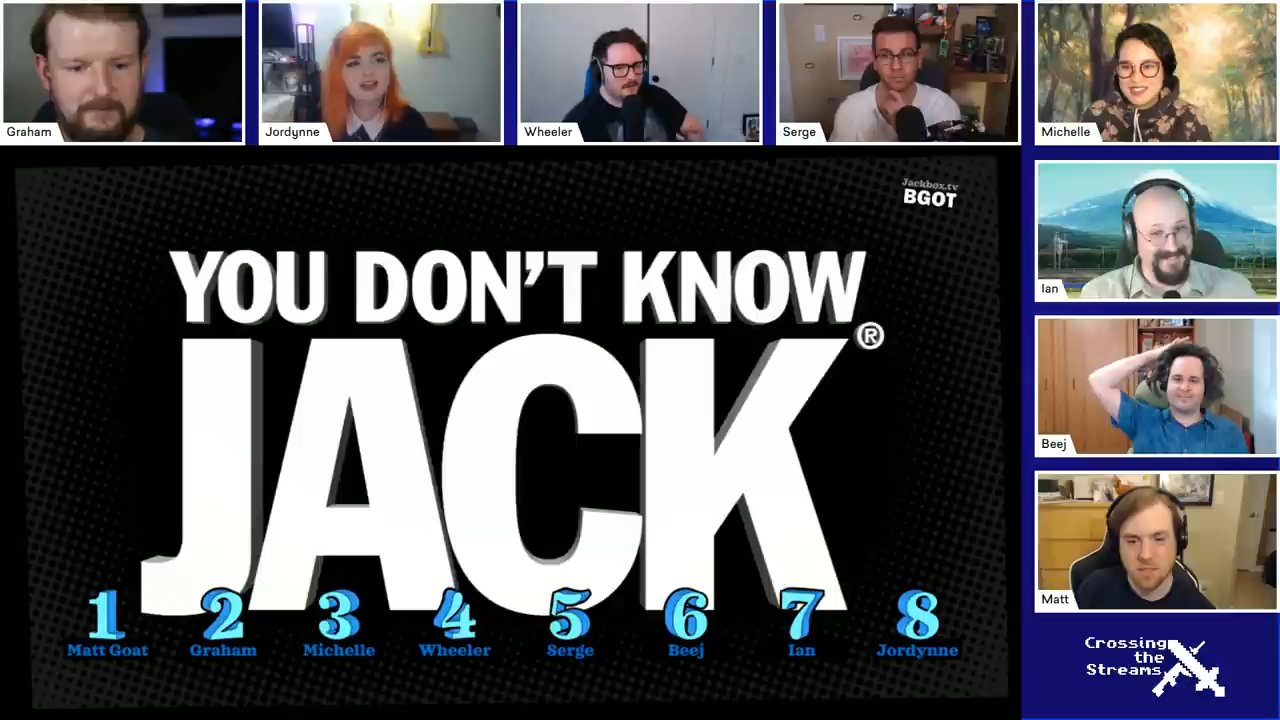 Graham
Jordynne
Wheeler
Serge
Michelle
Ian
Beej
Matt
Jackbox.tv
BGOT
YOU DON'T KNOW
JACK®
1 2 3 4 5 6 7 8
Matt Goat Graham Michelle Wheeler Serge Beej Ian Jordynne
Crossing
the
Streams